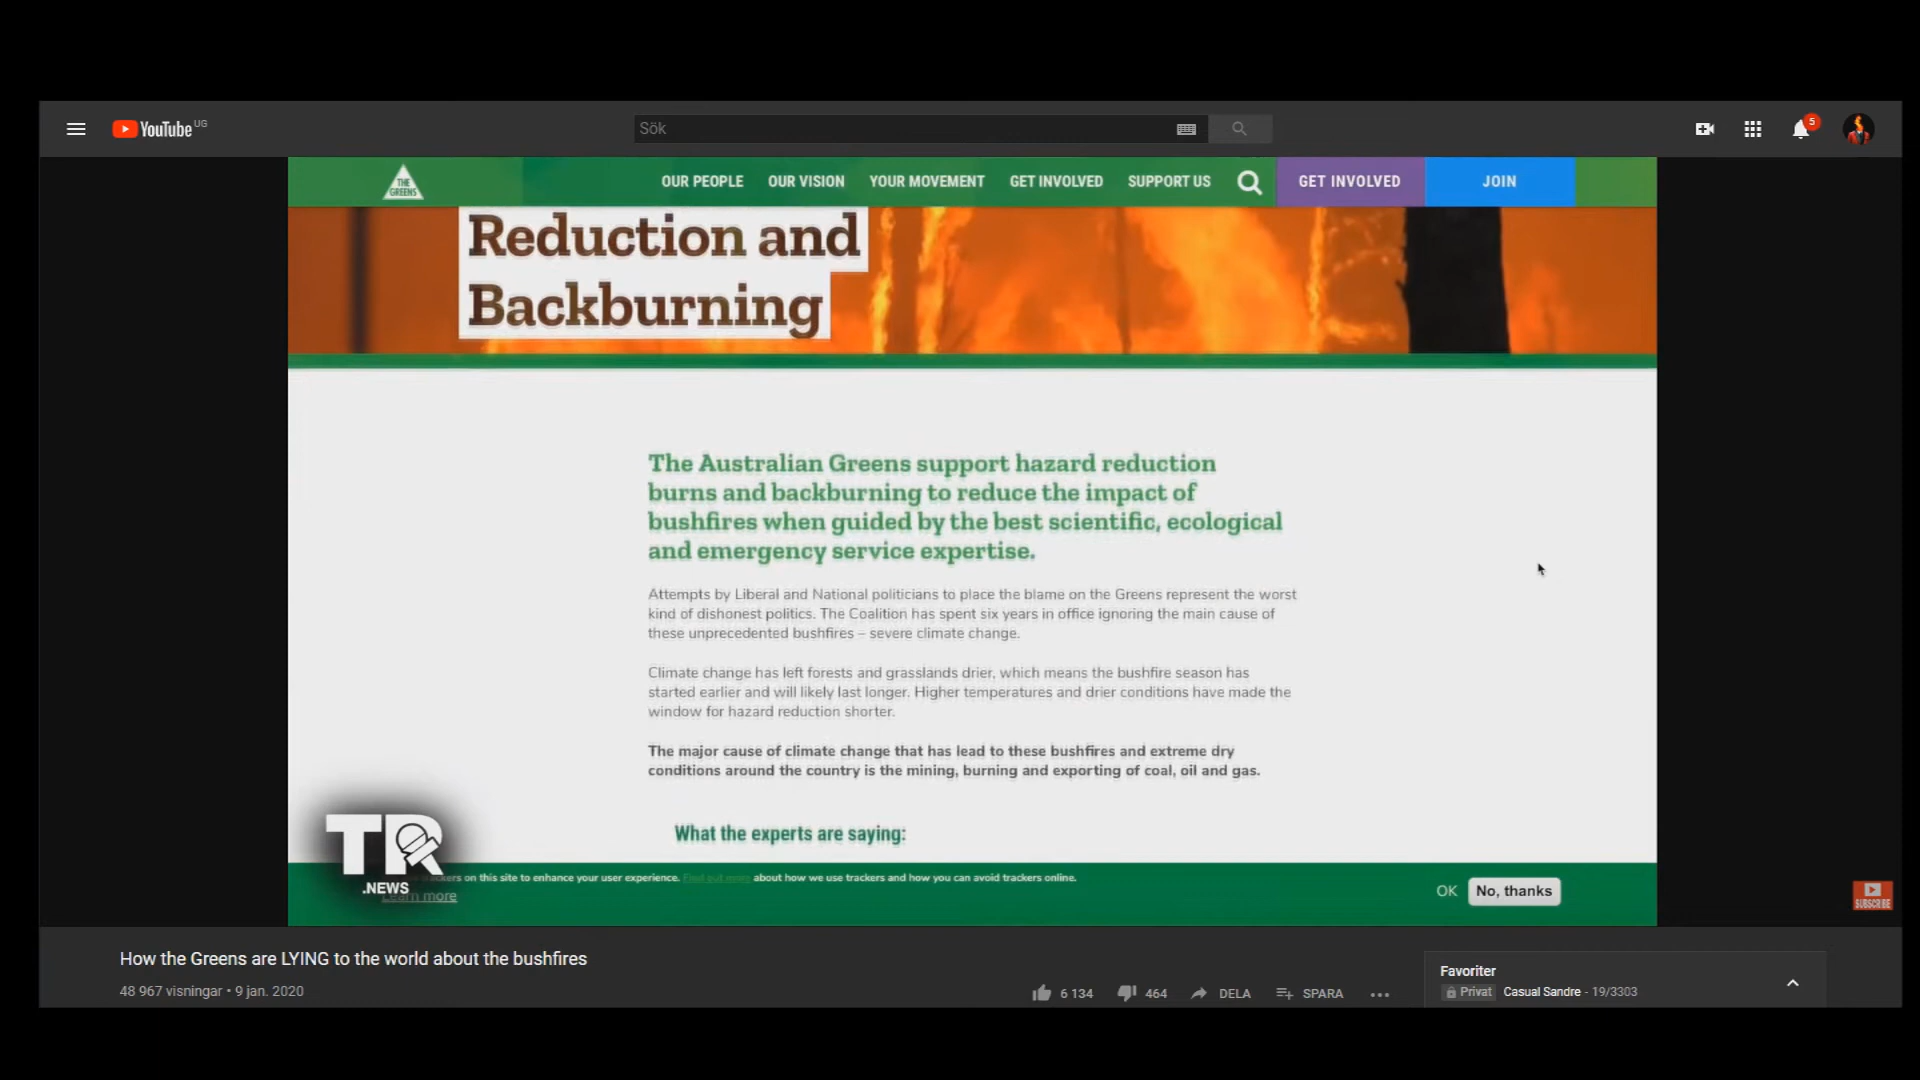 YouTube UG
Sök
5
THE
GREENS
OUR PEOPLE OUR VISION YOUR MOVEMENT GET INVOLVED SUPPORT US GET INVOLVED JOIN
Reduction and
Backburning
The Australian Greens support hazard reduction
burns and backburning to reduce the impact of
bushfires when guided by the best scientific, ecological
and emergency service expertise.
Attempts by Liberal and National politicians to place the blame on the Greens represent the worst
kind of dishonest politics. The Coalition has spent six years in office ignoring the main cause of
these unprecedented bushfires – severe climate change.
Climate change has left forests and grasslands drier, which means the bushfire season has
started earlier and will likely last longer. Higher temperatures and drier conditions have made the
window for hazard reduction shorter.
The major cause of climate change that has lead to these bushfires and extreme dry
conditions around the country is the mining, burning and exporting of coal, oil and gas.
What the experts are saying:
TR
.NEWS
on this site to enhance your user experience. Find out more about how we use trackers and how you can avoid trackers online.
Learn more
OK No, thanks
SUBSCRIBE
How the Greens are LYING to the world about the bushfires
48 967 visningar • 9 jan. 2020
6 134 464 DELA SPARA
Favoriter
Privat Casual Sandre - 19/3303